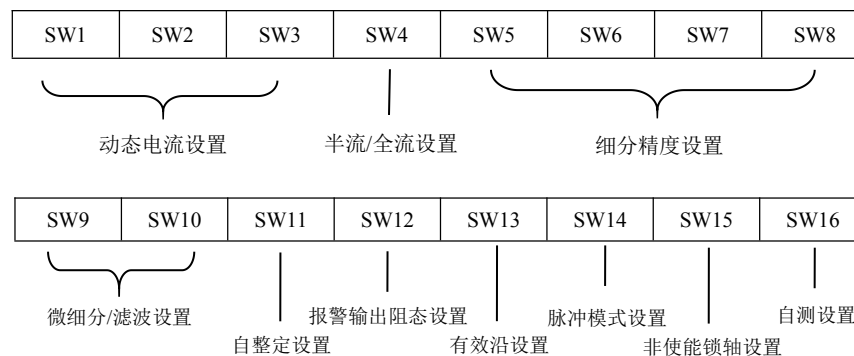 SW1 SW2 SW3 SW4 SW5 SW6 SW7 SW8
动态电流设置 半流/全流设置 细分精度设置
SW9 SW10 SW11 SW12 SW13 SW14 SW15 SW16
微细分/滤波设置 报警输出阻态设置 脉冲模式设置 自测设置
自整定设置 有效沿设置 非使能锁轴设置